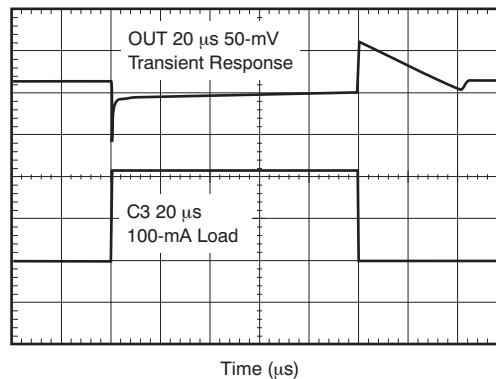 OUT 20 μs 50-mV
Transient Response
C3 20 μs
100-mA Load
Time (μs)